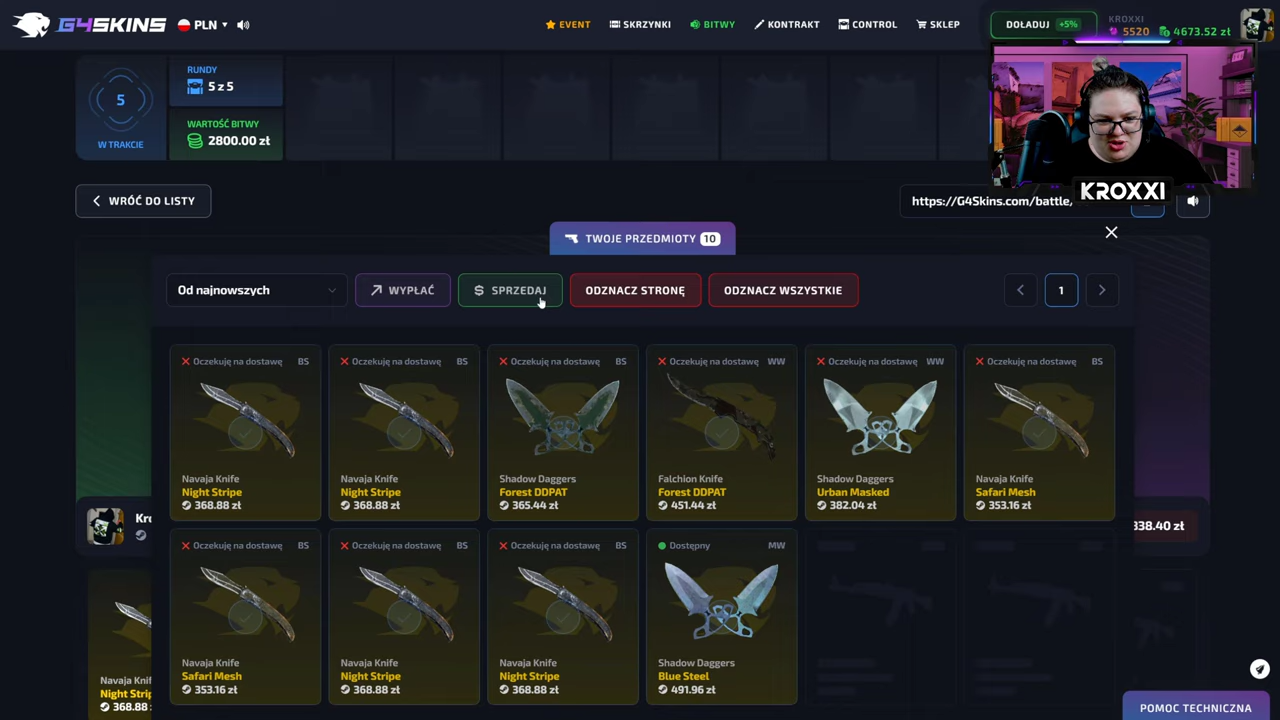 G4SKINS
PLN
EVENT
SKRZYNKI
BITWY
KONTRAKT
CONTROL
SKLEP
DOŁADUJ +5%
KROXXI
5520
4673.52 zł
5
W TRAKCIE
RUNDY
5 z 5
WARTOŚĆ BITWY
2800.00 zł
KROXXI
WRÓĆ DO LISTY
https://G4Skins.com/battle,
TWOJE PRZEDMIOTY 10
Od najnowszych
WYPŁAĆ
SPRZEDAJ
ODZNACZ STRONĘ
ODZNACZ WSZYSTKIE
1
Oczekuję na dostawę BS
Navaja Knife
Night Stripe
368.88 zł
Oczekuję na dostawę BS
Navaja Knife
Night Stripe
368.88 zł
Oczekuję na dostawę BS
Shadow Daggers
Forest DDPAT
365.44 zł
Oczekuję na dostawę WW
Falchion Knife
Forest DDPAT
451.44 zł
Oczekuję na dostawę WW
Shadow Daggers
Urban Masked
382.04 zł
Oczekuję na dostawę BS
Navaja Knife
Safari Mesh
353.16 zł
Kr
838.40 zł
Oczekuję na dostawę BS
Navaja Knife
Safari Mesh
353.16 zł
Oczekuję na dostawę BS
Navaja Knife
Night Stripe
368.88 zł
Oczekuję na dostawę BS
Navaja Knife
Night Stripe
368.88 zł
Dostępny MW
Shadow Daggers
Blue Steel
491.96 zł
Navaja Kn
Night Strip
368.88
POMOC TECHNICZNA